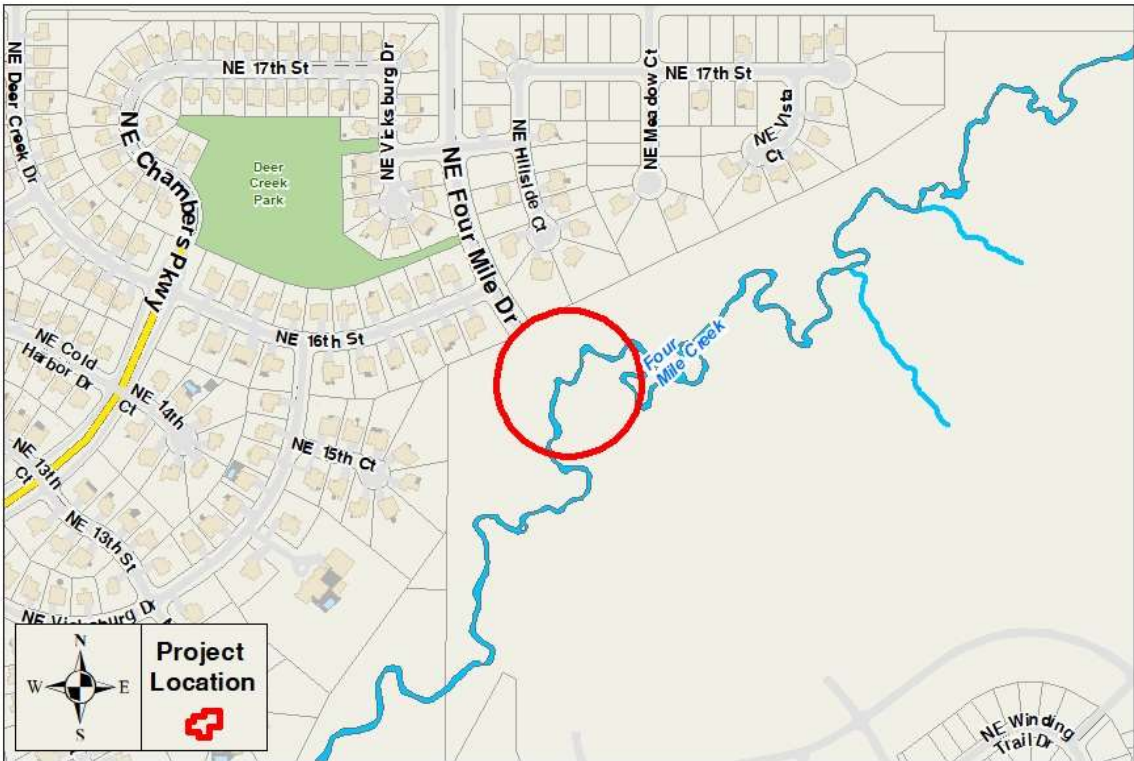 NE Deer Creek Dr
NE 17th St
NE Vicksburg Dr
NE 17th St
NE Meadow Ct
NE Vista
Ct
NE Chambers Pkwy
Deer
Creek
Park
NE Four Mile Dr
NE Hillside Ct
NE 16th St
NE Cold
Harbor Dr
NE 14th
Ct
Four
Mile Creek
NE 15th Ct
NE 13th
Ct
NE 13th St
NE Vicksburg Dr
N
W
E
S
Project
Location
NE Winding
Trail Dr